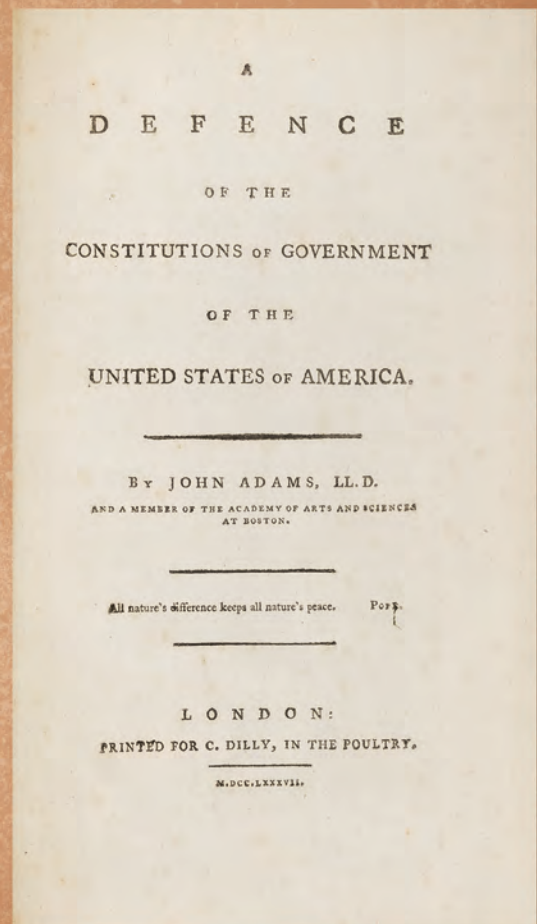 A
DEFENCE
OF THE
CONSTITUTIONS OF GOVERNMENT
OF THE
UNITED STATES OF AMERICA.
BY JOHN ADAMS, LL.D.
AND A MEMBER OF THE ACADEMY OF ARTS AND SCIENCES
AT BOSTON.
All nature's difference keeps all nature's peace. POPE.
LONDON:
PRINTED FOR C. DILLY, IN THE POULTRY.
M.DCC.LXXXVII.